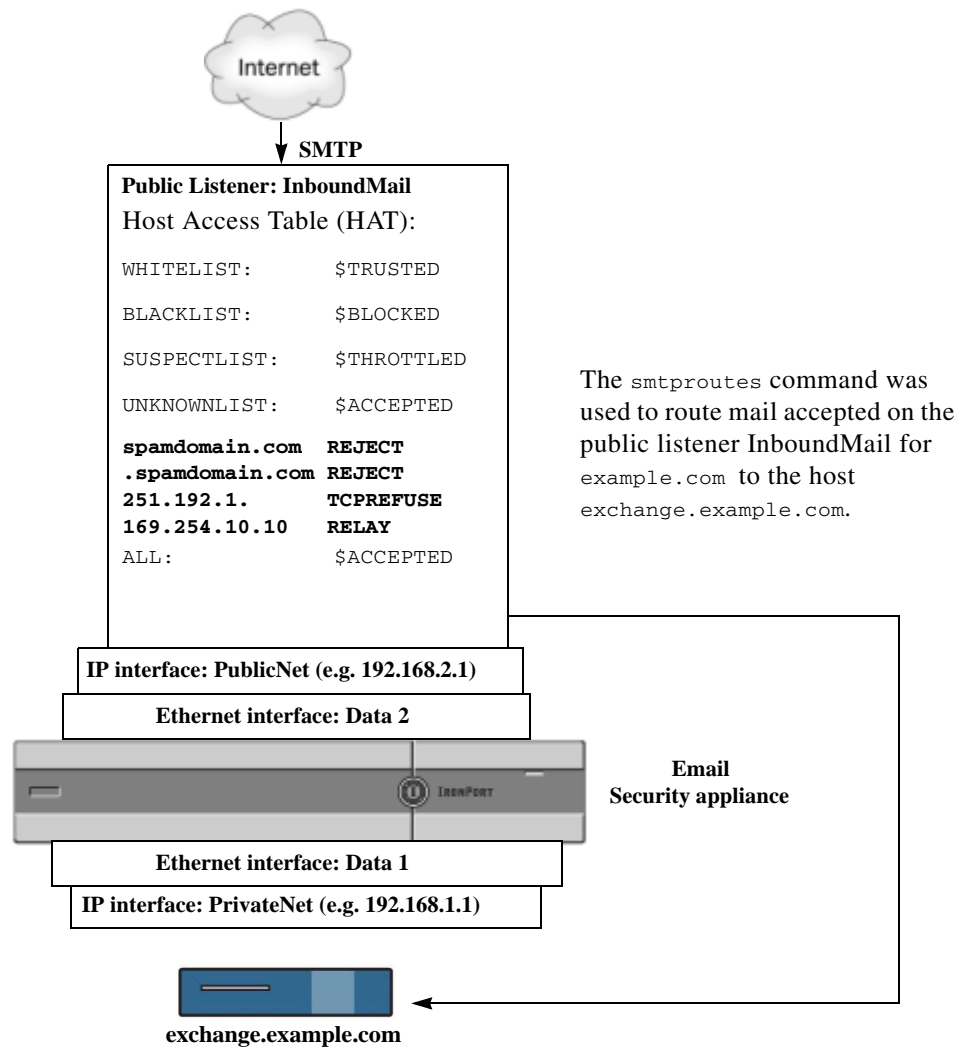 Internet
SMTP
Public Listener: InboundMail
Host Access Table (HAT):
WHITELIST: $TRUSTED
BLACKLIST: $BLOCKED
SUSPECTLIST: $THROTTLED
UNKNOWNLIST: $ACCEPTED
spamdomain.com REJECT
.spamdomain.com REJECT
251.192.1. TCPREFUSE
169.254.10.10 RELAY
ALL: $ACCEPTED
The smtproutes command was
used to route mail accepted on the
public listener InboundMail for
example.com to the host
exchange.example.com.
IP interface: PublicNet (e.g. 192.168.2.1)
Ethernet interface: Data 2
IRONPORT
Email
Security appliance
Ethernet interface: Data 1
IP interface: PrivateNet (e.g. 192.168.1.1)
exchange.example.com